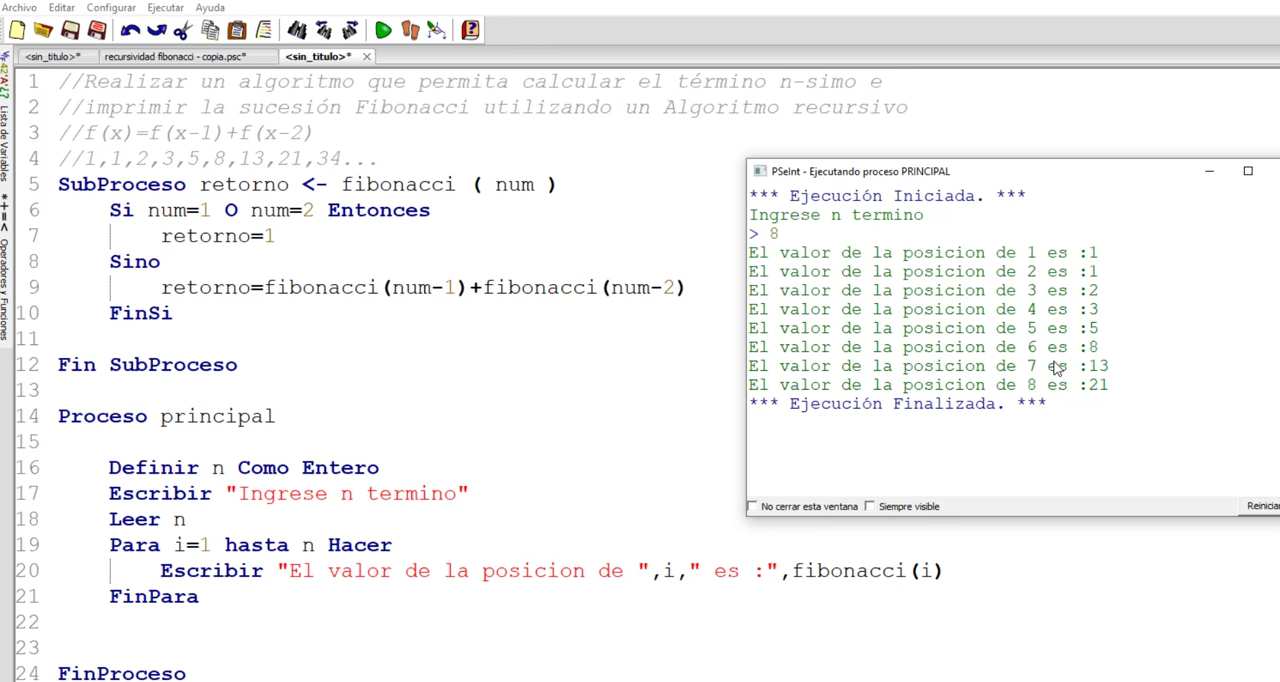 Archivo Editar Configurar Ejecutar Ayuda
<sin_titulo>* recursividad fibonacci - copia.psc* <sin_titulo>*
Lista de Variables
Operadores y Funciones
1 //Realizar un algoritmo que permita calcular el término n-simo e
2 //imprimir la sucesión Fibonacci utilizando un Algoritmo recursivo
3 //f(x)=f(x-1)+f(x-2)
4 //1,1,2,3,5,8,13,21,34...
5 SubProceso retorno <- fibonacci ( num )
6 Si num=1 O num=2 Entonces
7 retorno=1
8 Sino
9 retorno=fibonacci(num-1)+fibonacci(num-2)
10 FinSi
11
12 Fin SubProceso
13
14 Proceso principal
15
16 Definir n Como Entero
17 Escribir "Ingrese n termino"
18 Leer n
19 Para i=1 hasta n Hacer
20 Escribir "El valor de la posicion de ",i," es :",fibonacci(i)
21 FinPara
22
23
24 FinProceso
PSeInt - Ejecutando proceso PRINCIPAL
*** Ejecución Iniciada. ***
Ingrese n termino
> 8
El valor de la posicion de 1 es :1
El valor de la posicion de 2 es :1
El valor de la posicion de 3 es :2
El valor de la posicion de 4 es :3
El valor de la posicion de 5 es :5
El valor de la posicion de 6 es :8
El valor de la posicion de 7 es :13
El valor de la posicion de 8 es :21
*** Ejecución Finalizada. ***
No cerrar esta ventana Siempre visible Reiniciar